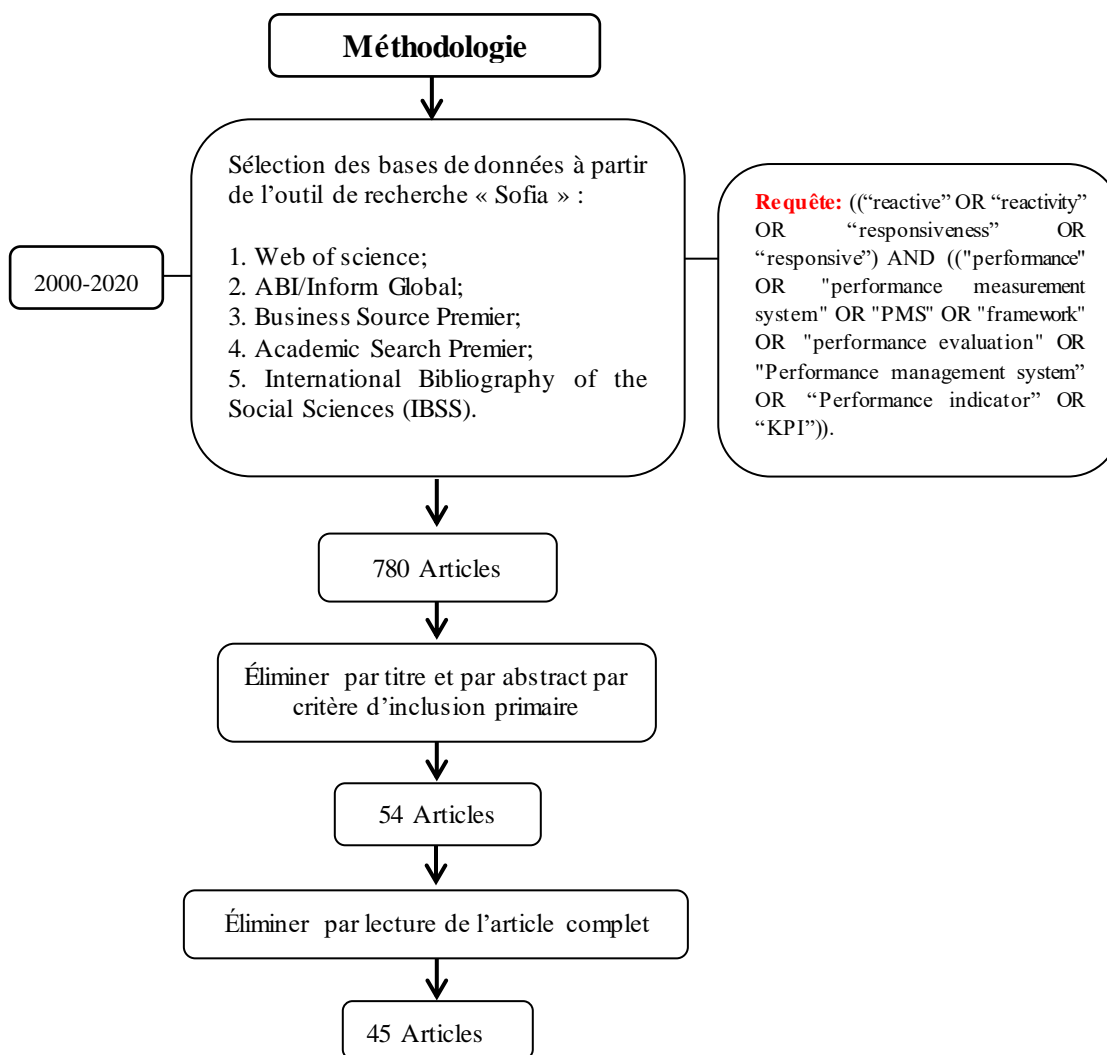 Méthodologie
Sélection des bases de données à partir
de l’outil de recherche « Sofia » :
1. Web of science;
2. ABI/Inform Global;
3. Business Source Premier;
4. Academic Search Premier;
5. International Bibliography of the
Social Sciences (IBSS).
2000-2020
Requête: ((“reactive” OR “reactivity”
OR “responsiveness” OR
“responsive”) AND (("performance"
OR "performance measurement
system" OR "PMS" OR "framework"
OR "performance evaluation" OR
"Performance management system”
OR “Performance indicator” OR
“KPI”)).
780 Articles
Éliminer par titre et par abstract par
critère d’inclusion primaire
54 Articles
Éliminer par lecture de l’article complet
45 Articles